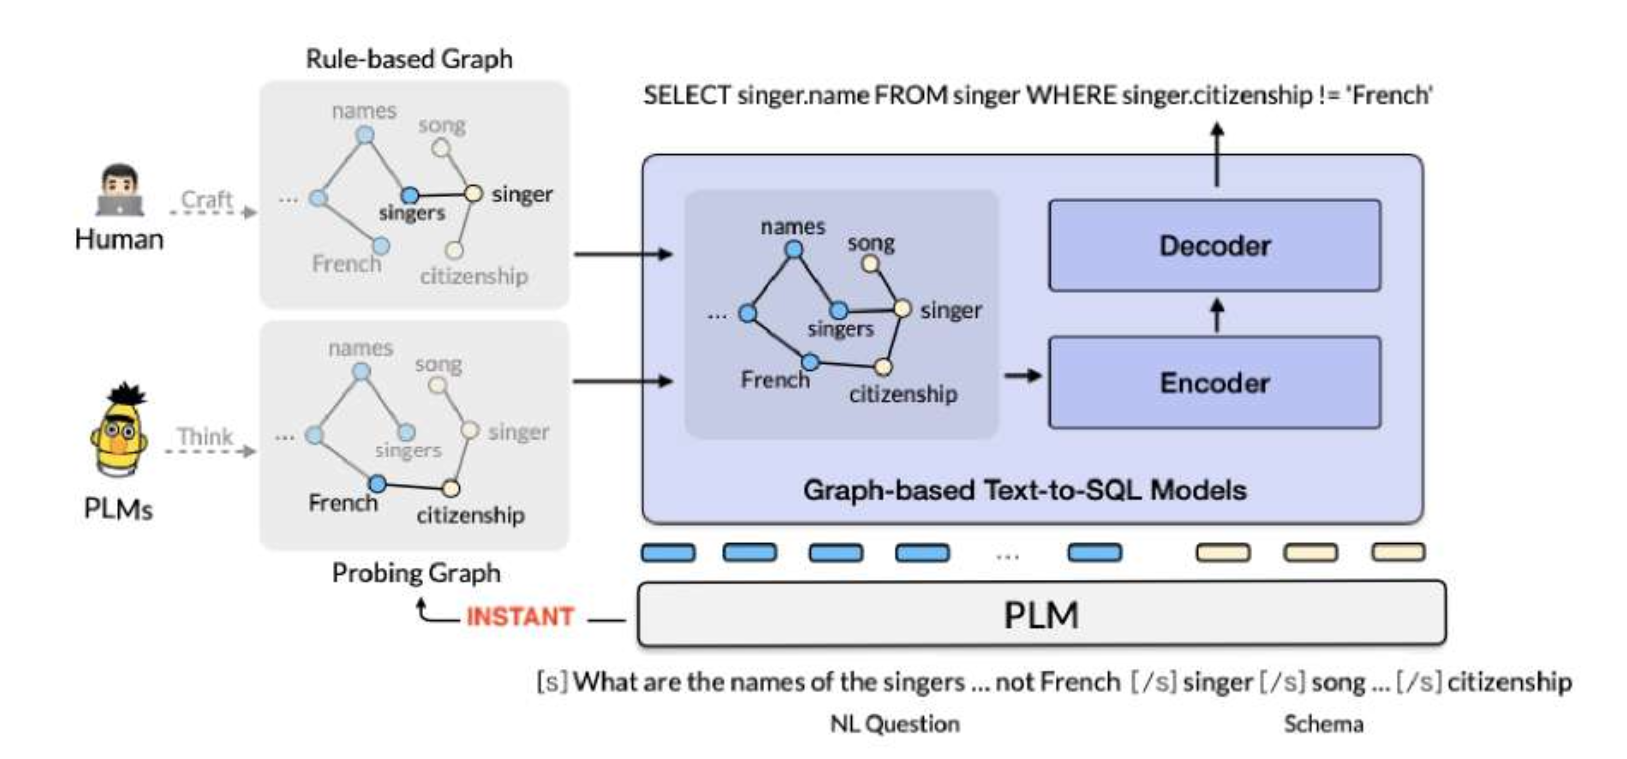 Rule-based Graph
names
song
... singers singer
French
citizenship
Human
Craft
names
song
... singers singer
French
citizenship
PLMs
Think
Probing Graph
INSTANT
SELECT singer.name FROM singer WHERE singer.citizenship != 'French'
names
song
... singers singer
French
citizenship
Decoder
Encoder
Graph-based Text-to-SQL Models
...
PLM
[s] What are the names of the singers ... not French [/s] singer [/s] song ... [/s] citizenship
NL Question Schema